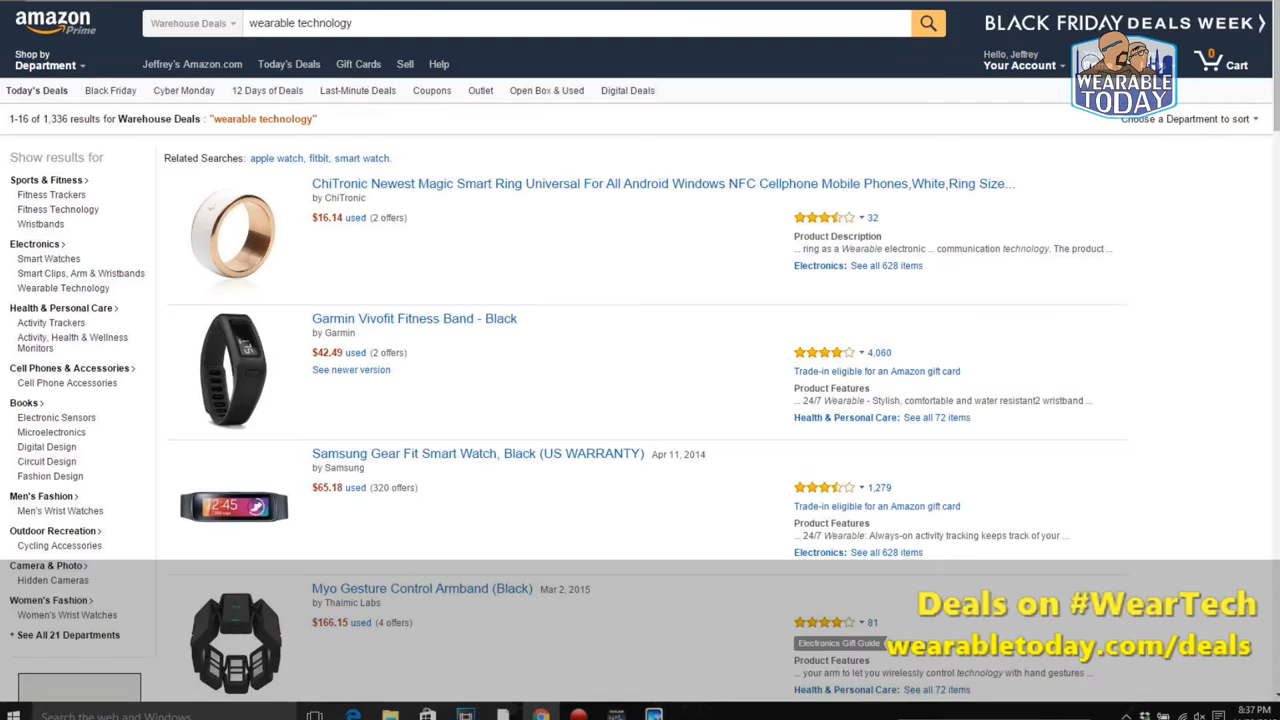 amazon
Prime
Warehouse Deals
wearable technology
BLACK FRIDAY DEALS WEEK
Shop by
Department
Jeffrey's Amazon.com Today's Deals Gift Cards Sell Help
Hello, Jeffrey
Your Account
0
Cart
WEARABLE
TODAY
Today's Deals Black Friday Cyber Monday 12 Days of Deals Last-Minute Deals Coupons Outlet Open Box & Used Digital Deals
1-16 of 1,336 results for Warehouse Deals : "wearable technology"
Choose a Department to sort
Show results for
Sports & Fitness
Fitness Trackers
Fitness Technology
Wristbands
Electronics
Smart Watches
Smart Clips, Arm & Wristbands
Wearable Technology
Health & Personal Care
Activity Trackers
Activity, Health & Wellness
Monitors
Cell Phones & Accessories
Cell Phone Accessories
Books
Electronic Sensors
Microelectronics
Digital Design
Circuit Design
Fashion Design
Men's Fashion
Men's Wrist Watches
Outdoor Recreation
Cycling Accessories
Camera & Photo
Hidden Cameras
Women's Fashion
Women's Wrist Watches
+ See All 21 Departments
Related Searches: apple watch, fitbit, smart watch.
ChiTronic Newest Magic Smart Ring Universal For All Android Windows NFC Cellphone Mobile Phones,White,Ring Size...
by ChiTronic
$16.14 used (2 offers)
32
Product Description
... ring as a Wearable electronic ... communication technology. The product ...
Electronics: See all 628 items
Garmin Vivofit Fitness Band - Black
by Garmin
$42.49 used (2 offers)
See newer version
4,060
Trade-in eligible for an Amazon gift card
Product Features
... 24/7 Wearable - Stylish, comfortable and water resistant2 wristband ...
Health & Personal Care: See all 72 items
Samsung Gear Fit Smart Watch, Black (US WARRANTY) Apr 11, 2014
by Samsung
$65.18 used (320 offers)
12:45
1,279
Trade-in eligible for an Amazon gift card
Product Features
... 24/7 Wearable: Always-on activity tracking keeps track of your ...
Electronics: See all 628 items
Myo Gesture Control Armband (Black) Mar 2, 2015
by Thalmic Labs
$166.15 used (4 offers)
81
Electronics Gift Guide
Product Features
... your arm to let you wirelessly control technology with hand gestures ...
Health & Personal Care: See all 72 items
Deals on #WearTech
wearabletoday.com/deals
Search the web and Windows
8:37 PM